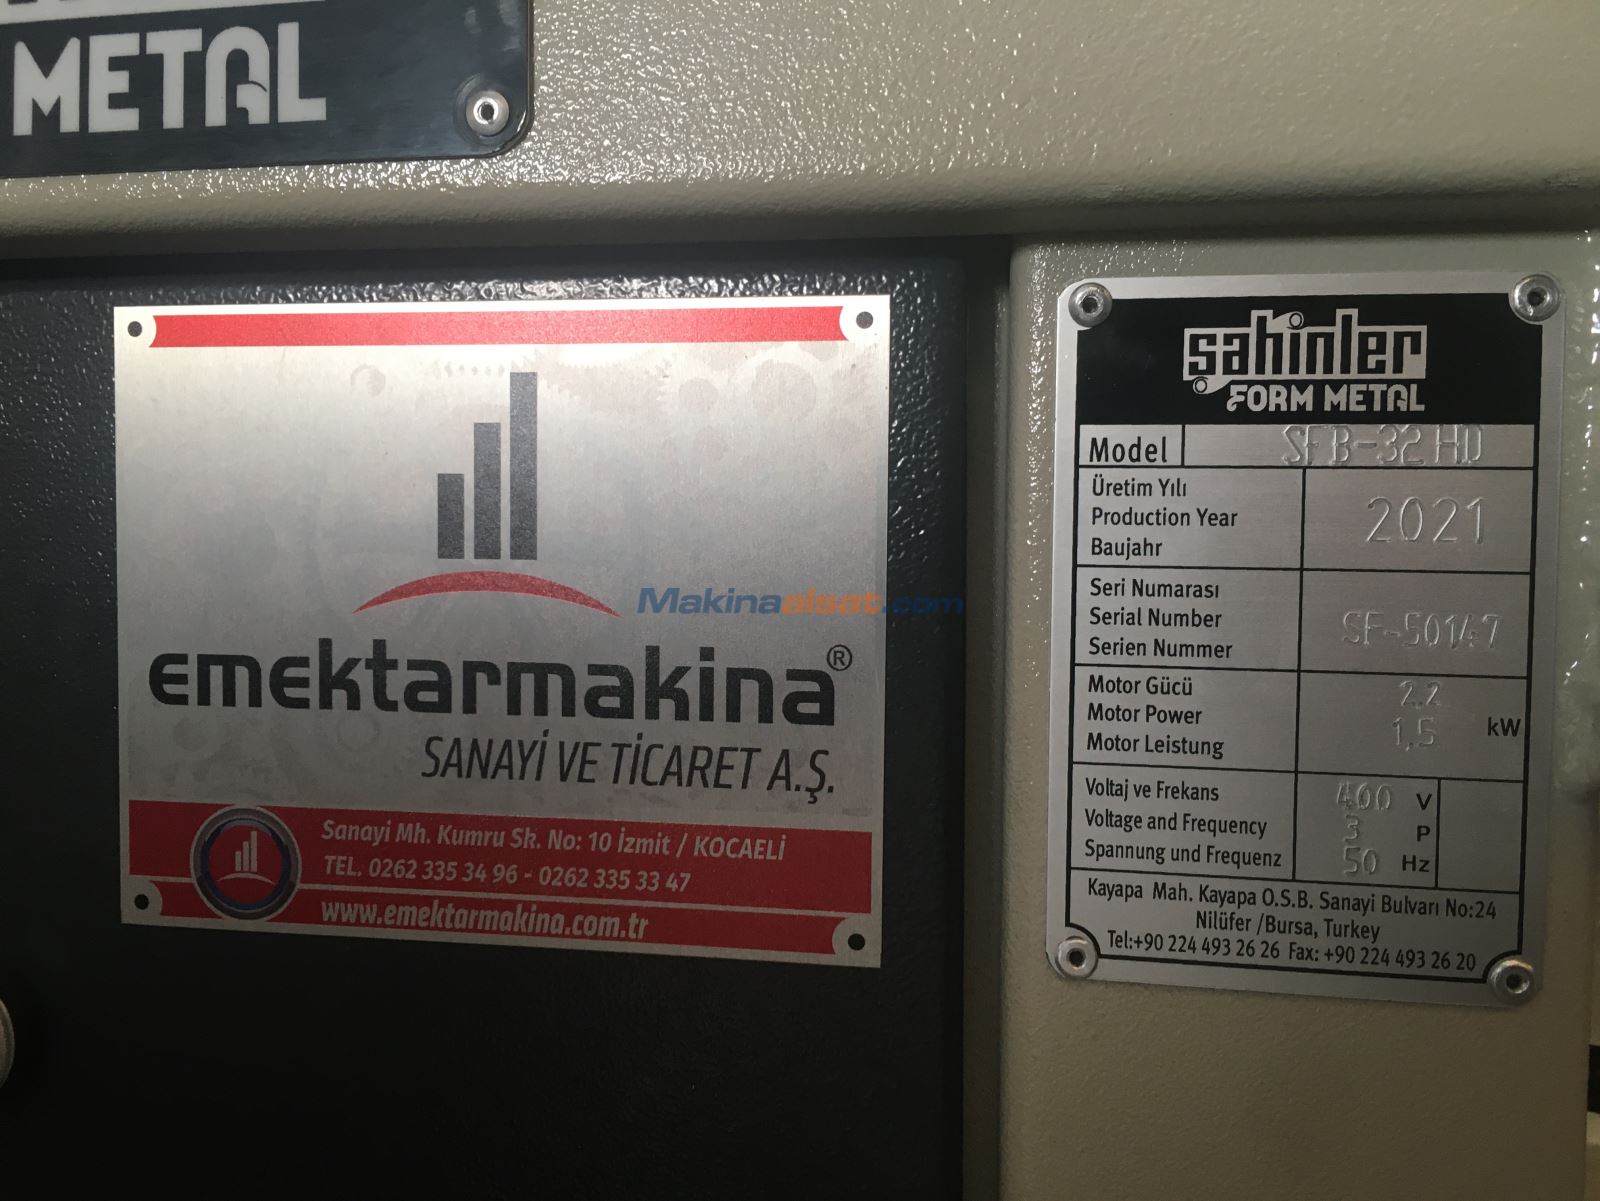 METAL
emektarmakina®
SANAYİ VE TİCARET A.Ş.
Sanayi Mh. Kumru Sk. No: 10 İzmit / KOCAELİ
TEL. 0262 335 34 96 - 0262 335 33 47
www.emektarmakina.com.tr
Makinaalsat.com
şahinler
FORM METAL
Model SFB-32 HD
Üretim Yılı
Production Year 2021
Baujahr
Seri Numarası
Serial Number SF-50147
Serien Nummer
Motor Gücü 2.2
Motor Power 1,5 kW
Motor Leistung
Voltaj ve Frekans 400 V
Voltage and Frequency 3 P
Spannung und Frequenz 50 Hz
Kayapa Mah. Kayapa O.S.B. Sanayi Bulvarı No:24
Nilüfer /Bursa, Turkey
Tel:+90 224 493 26 26 Fax: +90 224 493 26 20